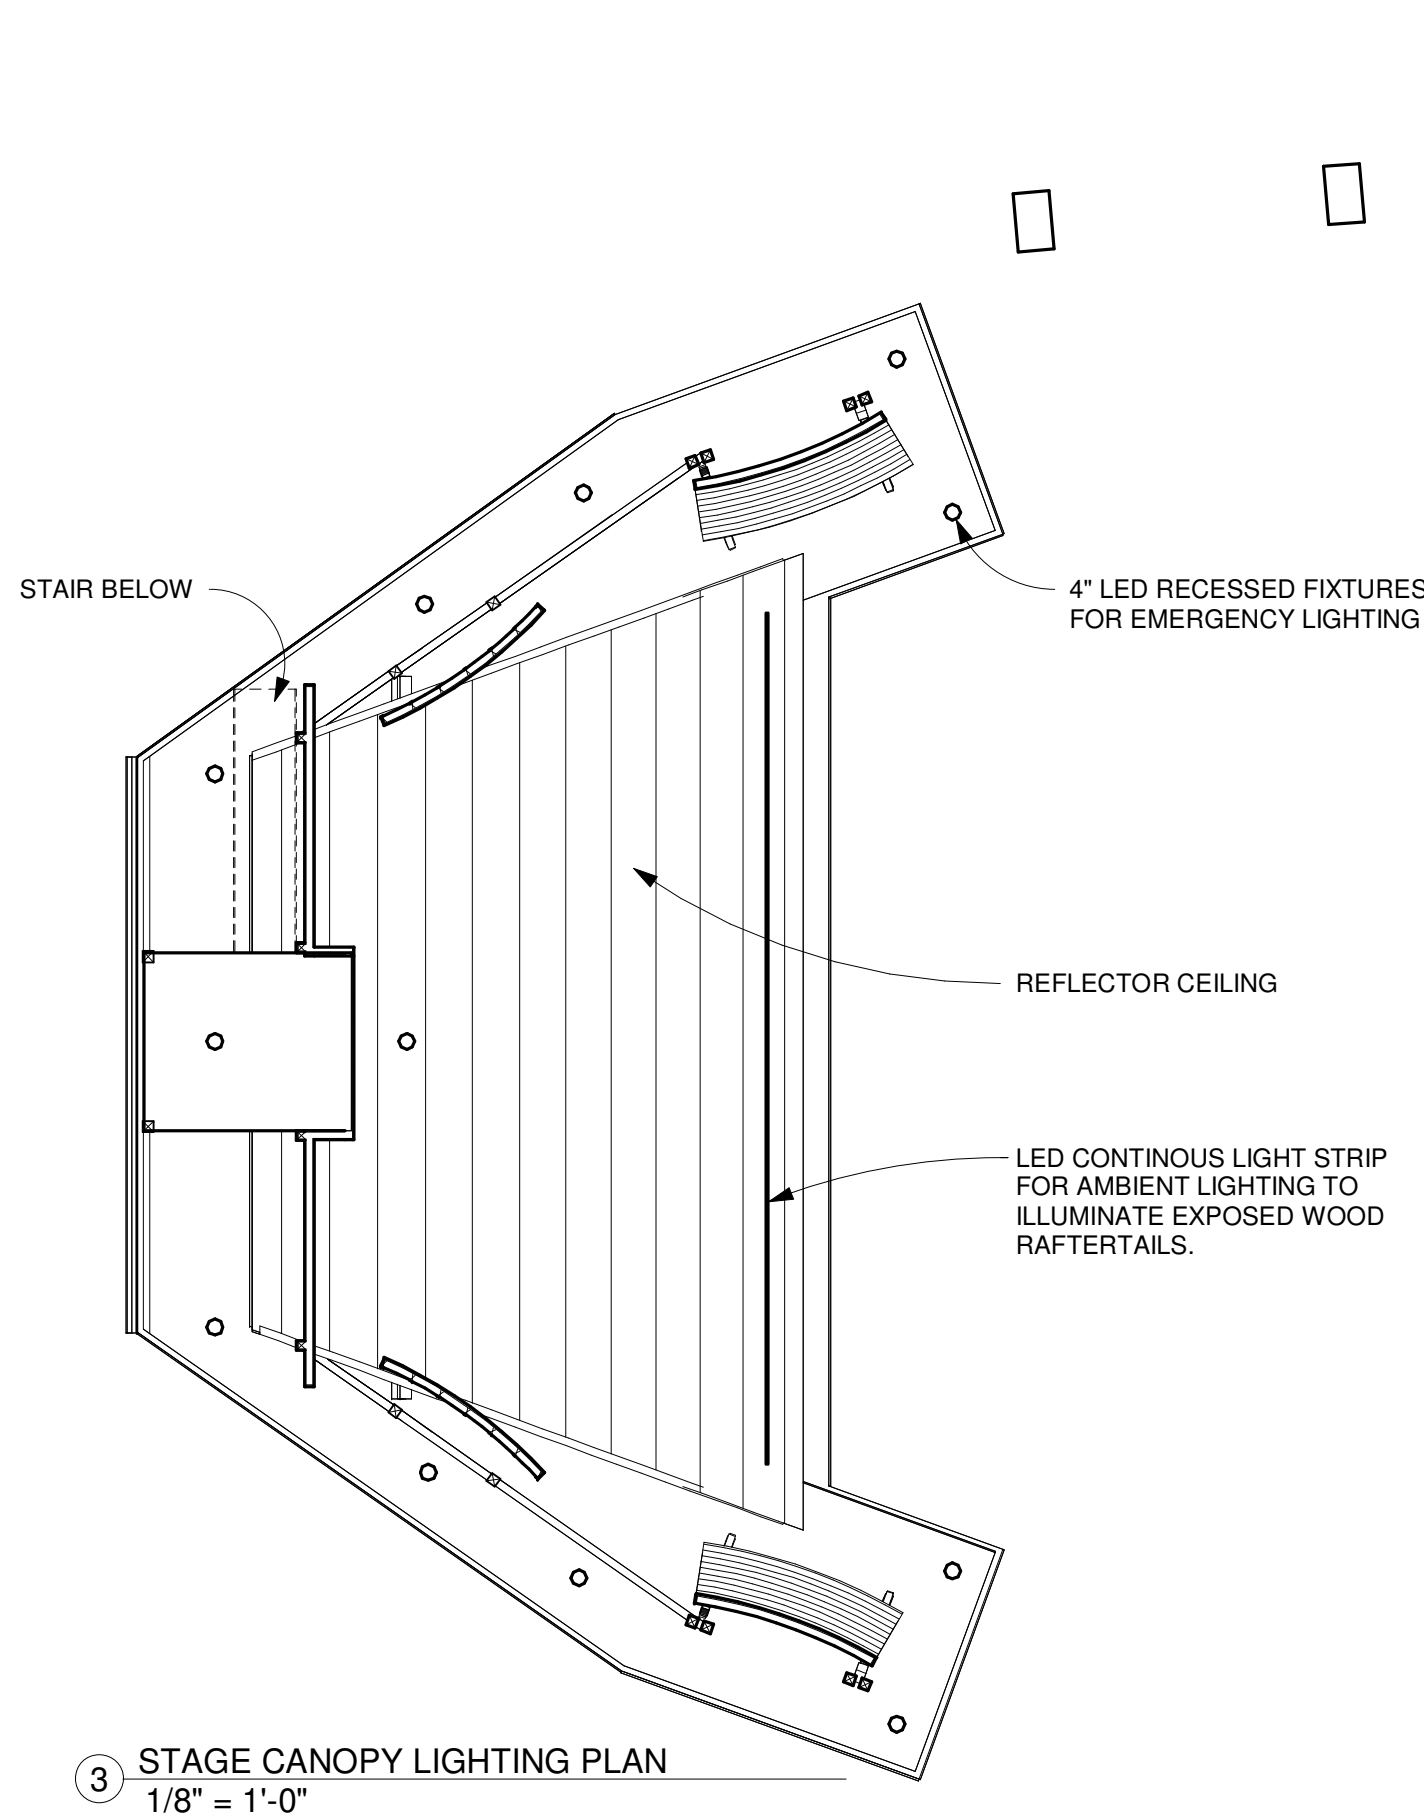 STAIR BELOW
4" LED RECESSED FIXTURES
FOR EMERGENCY LIGHTING
REFLECTOR CEILING
LED CONTINOUS LIGHT STRIP
FOR AMBIENT LIGHTING TO
ILLUMINATE EXPOSED WOOD
RAFTERTAILS.
3 STAGE CANOPY LIGHTING PLAN
1/8" = 1'-0"